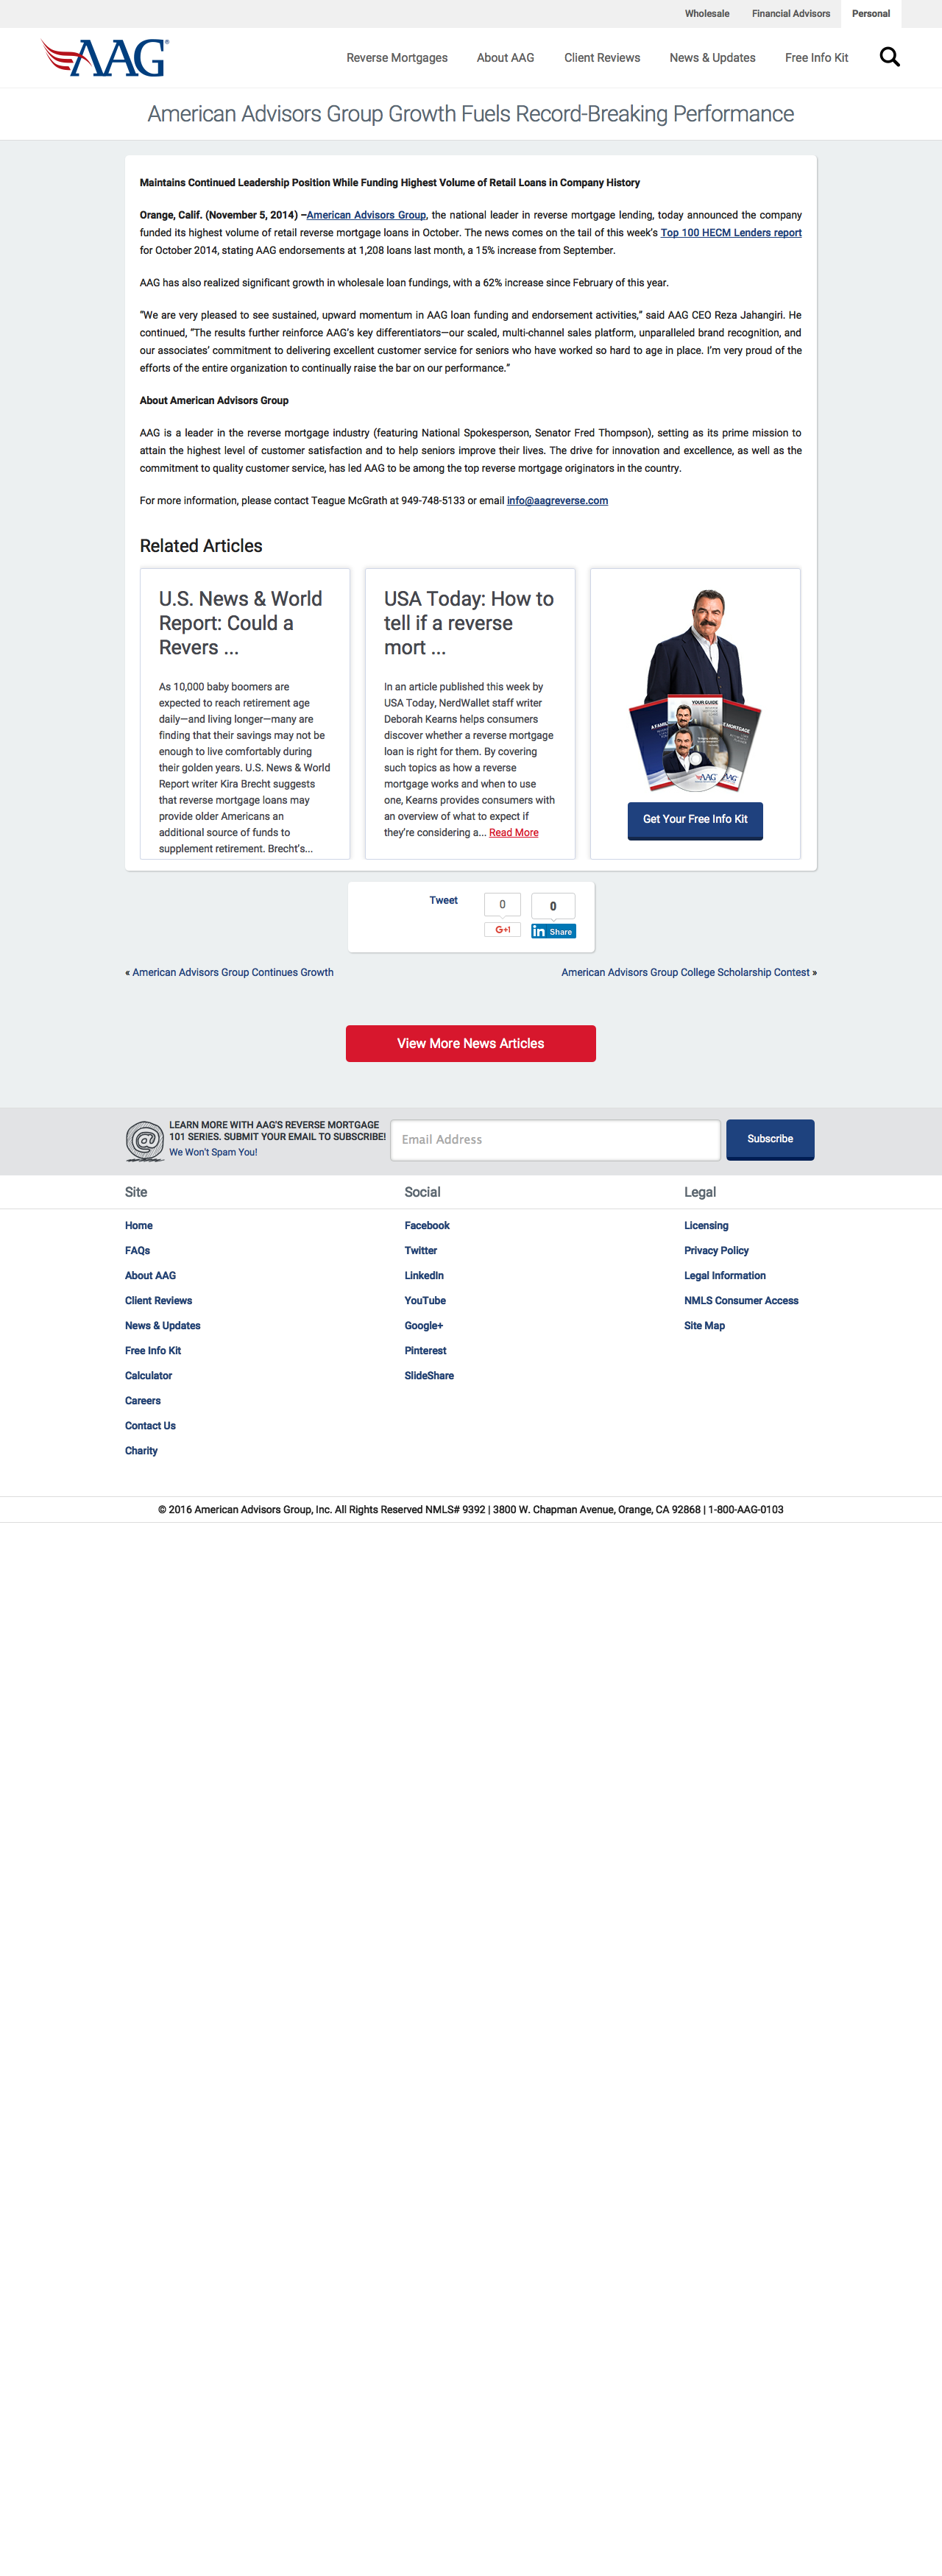 Wholesale Financial Advisors Personal
AAG®
Reverse Mortgages About AAG Client Reviews News & Updates Free Info Kit
American Advisors Group Growth Fuels Record-Breaking Performance
Maintains Continued Leadership Position While Funding Highest Volume of Retail Loans in Company History
Orange, Calif. (November 5, 2014) –American Advisors Group, the national leader in reverse mortgage lending, today announced the company
funded its highest volume of retail reverse mortgage loans in October. The news comes on the tail of this week's Top 100 HECM Lenders report
for October 2014, stating AAG endorsements at 1,208 loans last month, a 15% increase from September.
AAG has also realized significant growth in wholesale loan fundings, with a 62% increase since February of this year.
"We are very pleased to see sustained, upward momentum in AAG loan funding and endorsement activities," said AAG CEO Reza Jahangiri. He
continued, "The results further reinforce AAG's key differentiators—our scaled, multi-channel sales platform, unparalleled brand recognition, and
our associates' commitment to delivering excellent customer service for seniors who have worked so hard to age in place. I'm very proud of the
efforts of the entire organization to continually raise the bar on our performance."
About American Advisors Group
AAG is a leader in the reverse mortgage industry (featuring National Spokesperson, Senator Fred Thompson), setting as its prime mission to
attain the highest level of customer satisfaction and to help seniors improve their lives. The drive for innovation and excellence, as well as the
commitment to quality customer service, has led AAG to be among the top reverse mortgage originators in the country.
For more information, please contact Teague McGrath at 949-748-5133 or email info@aagreverse.com
Related Articles
U.S. News & World
Report: Could a
Revers ...
As 10,000 baby boomers are
expected to reach retirement age
daily—and living longer—many are
finding that their savings may not be
enough to live comfortably during
their golden years. U.S. News & World
Report writer Kira Brecht suggests
that reverse mortgage loans may
provide older Americans an
additional source of funds to
supplement retirement. Brecht's...
USA Today: How to
tell if a reverse
mort ...
In an article published this week by
USA Today, NerdWallet staff writer
Deborah Kearns helps consumers
discover whether a reverse mortgage
loan is right for them. By covering
such topics as how a reverse
mortgage works and when to use
one, Kearns provides consumers with
an overview of what to expect if
they're considering a... Read More
YOUR GUIDE
MORTGAGE
AAG
AAG
Get Your Free Info Kit
Tweet
0
G+1
0
in Share
« American Advisors Group Continues Growth
American Advisors Group College Scholarship Contest »
View More News Articles
LEARN MORE WITH AAG'S REVERSE MORTGAGE
101 SERIES. SUBMIT YOUR EMAIL TO SUBSCRIBE!
We Won't Spam You!
Email Address
Subscribe
Site
Home
FAQs
About AAG
Client Reviews
News & Updates
Free Info Kit
Calculator
Careers
Contact Us
Charity
Social
Facebook
Twitter
LinkedIn
YouTube
Google+
Pinterest
SlideShare
Legal
Licensing
Privacy Policy
Legal Information
NMLS Consumer Access
Site Map
© 2016 American Advisors Group, Inc. All Rights Reserved NMLS# 9392 | 3800 W. Chapman Avenue, Orange, CA 92868 | 1-800-AAG-0103